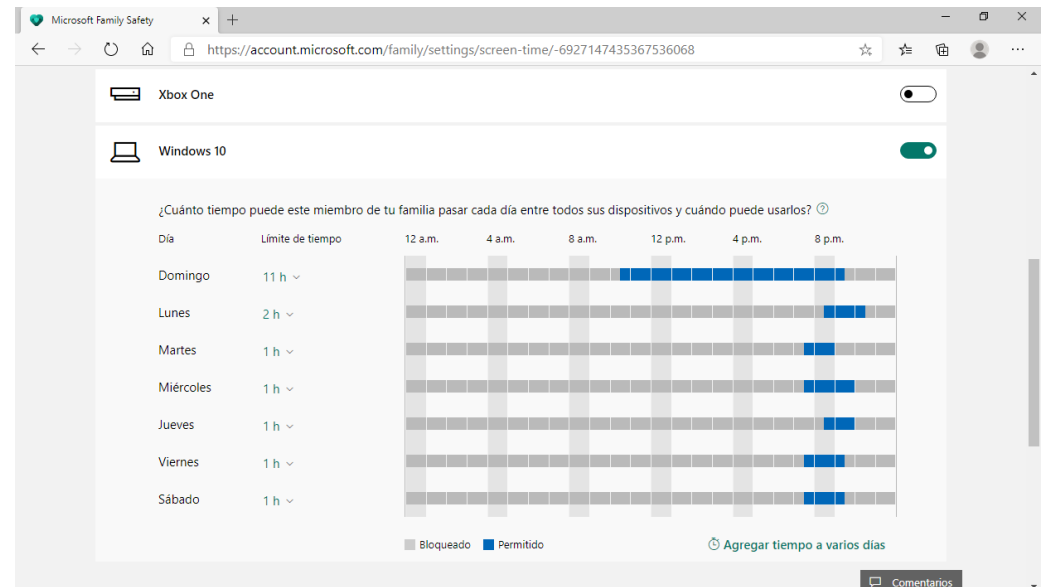 Microsoft Family Safety
https://account.microsoft.com/family/settings/screen-time/-6927147435367536068
Xbox One
Windows 10
¿Cuánto tiempo puede este miembro de tu familia pasar cada día entre todos sus dispositivos y cuándo puede usarlos?
Día Límite de tiempo 12 a.m. 4 a.m. 8 a.m. 12 p.m. 4 p.m. 8 p.m.
Domingo 11 h
Lunes 2 h
Martes 1 h
Miércoles 1 h
Jueves 1 h
Viernes 1 h
Sábado 1 h
Bloqueado Permitido Agregar tiempo a varios días
Comentarios